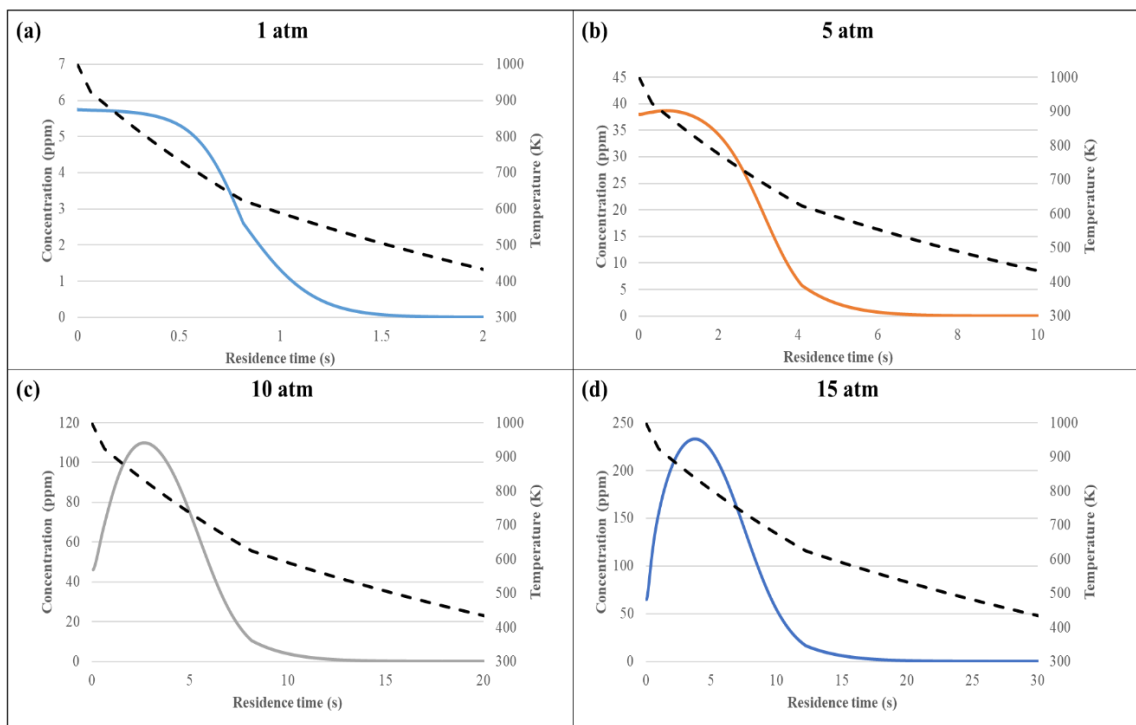 (a)
1 atm
7
6
5
4
3
2
1
0
Concentration (ppm)
1000
900
800
700
600
500
400
300
Temperature (K)
0 0.5 1 1.5 2
Residence time (s)
(b)
5 atm
45
40
35
30
25
20
15
10
5
0
Concentration (ppm)
1000
900
800
700
600
500
400
300
Temperature (K)
0 2 4 6 8 10
Residence time (s)
(c)
10 atm
120
100
80
60
40
20
0
Concentration (ppm)
1000
900
800
700
600
500
400
300
Temperature (K)
0 5 10 15 20
Residence time (s)
(d)
15 atm
250
200
150
100
50
0
Concentration (ppm)
1000
900
800
700
600
500
400
300
Temperature (K)
0 5 10 15 20 25 30
Residence time (s)